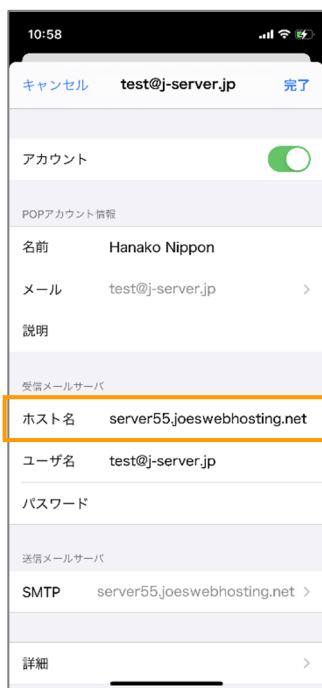 10:58
キャンセル test@j-server.jp 完了
アカウント
POPアカウント情報
名前 Hanako Nippon
メール test@j-server.jp
説明
受信メールサーバ
ホスト名 server55.joeswebhosting.net
ユーザ名 test@j-server.jp
パスワード
送信メールサーバ
SMTP server55.joeswebhosting.net
詳細